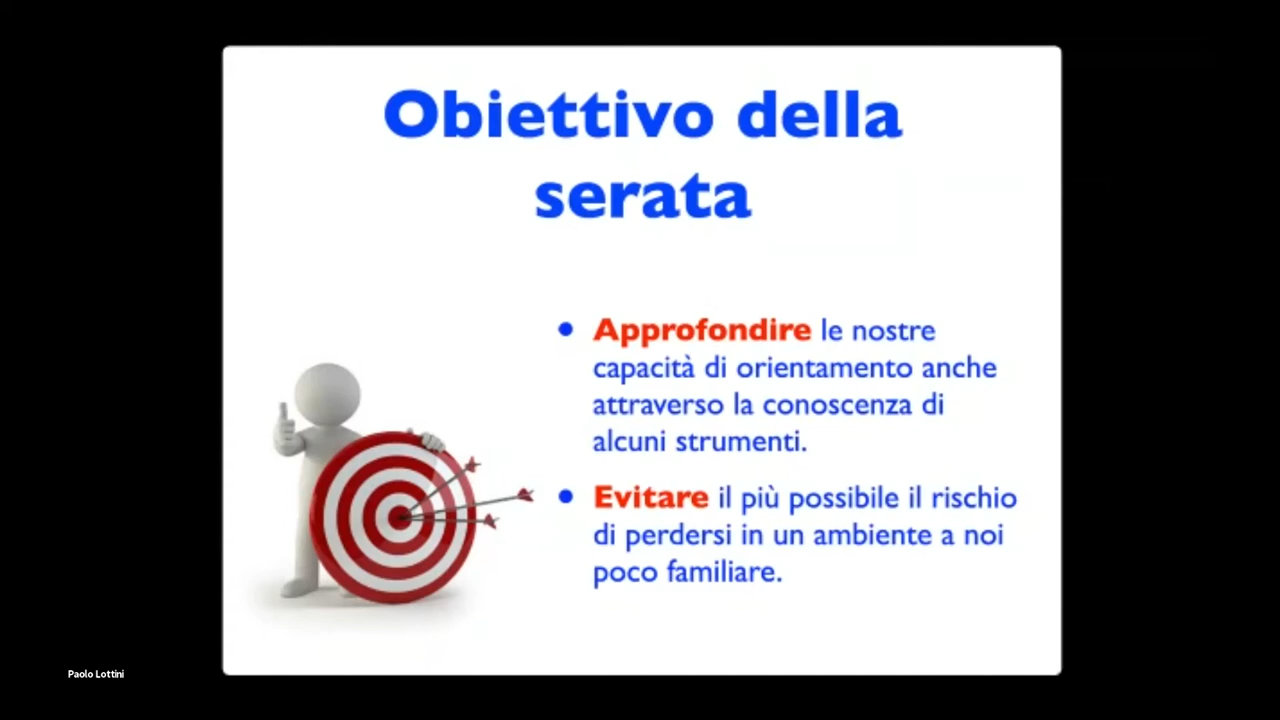 Obiettivo della
serata
• Approfondire le nostre
capacità di orientamento anche
attraverso la conoscenza di
alcuni strumenti.
• Evitare il più possibile il rischio
di perdersi in un ambiente a noi
poco familiare.
Paolo Lottini